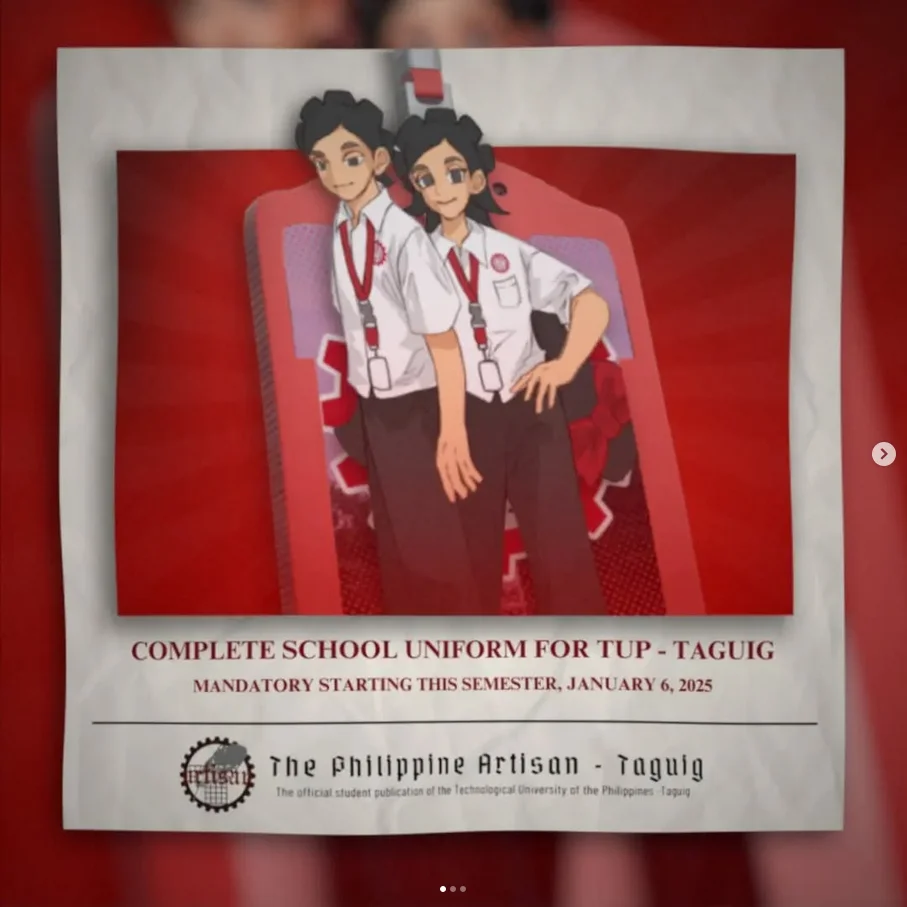 COMPLETE SCHOOL UNIFORM FOR TUP - TAGUIG
MANDATORY STARTING THIS SEMESTER, JANUARY 6, 2025
artisan
The Philippine Artisan - Taguig
The official student publication of the Technological University of the Philippines -Taguig